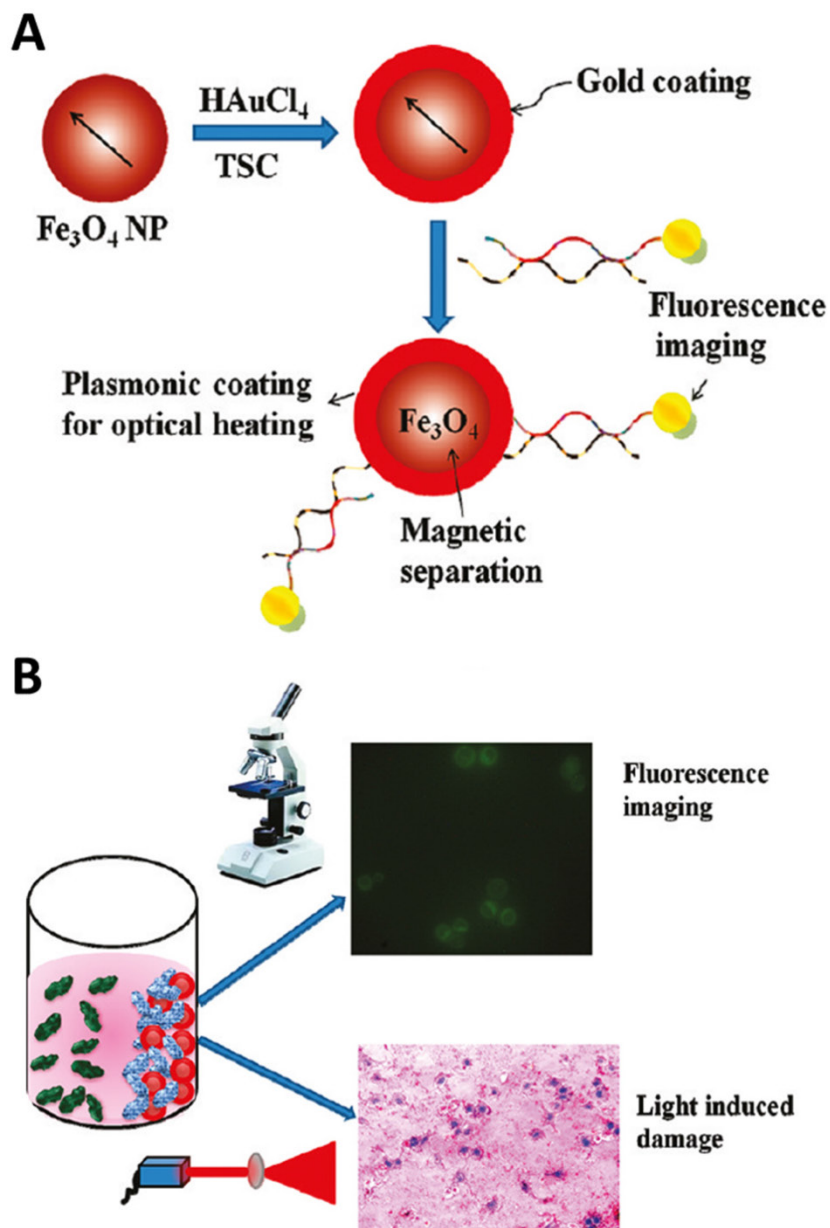 A
HAuCl₄
TSC
Gold coating
Fe₃O₄ NP
Fluorescence
imaging
Plasmonic coating
for optical heating
Fe₃O₄
Magnetic
separation
B
Fluorescence
imaging
Light induced
damage